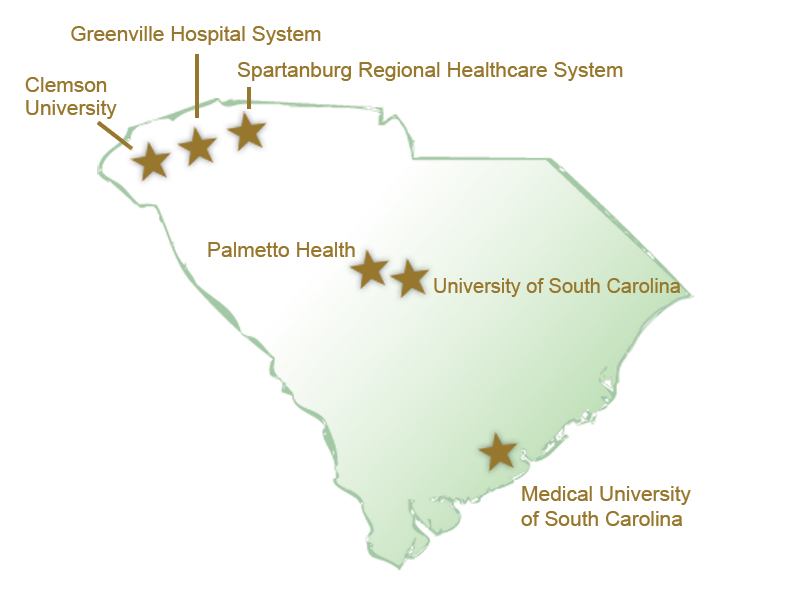 Greenville Hospital System
Spartanburg Regional Healthcare System
Clemson
University
Palmetto Health
University of South Carolina
Medical University
of South Carolina